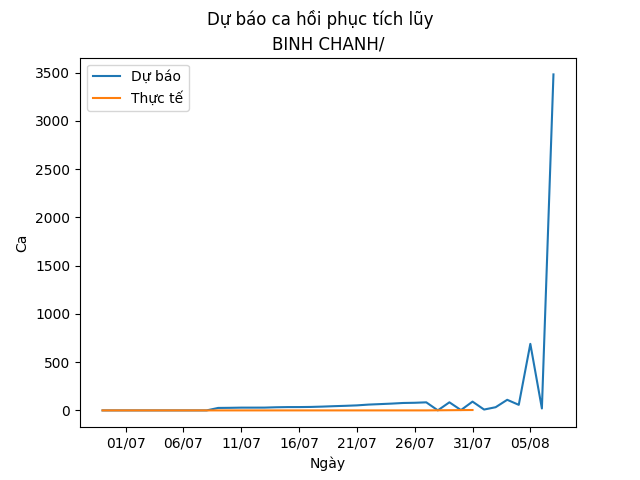 Dự báo ca hồi phục tích lũy
BINH CHANH/
Dự báo
Thực tế
Ca
3500
3000
2500
2000
1500
1000
500
0
01/07 06/07 11/07 16/07 21/07 26/07 31/07 05/08
Ngày